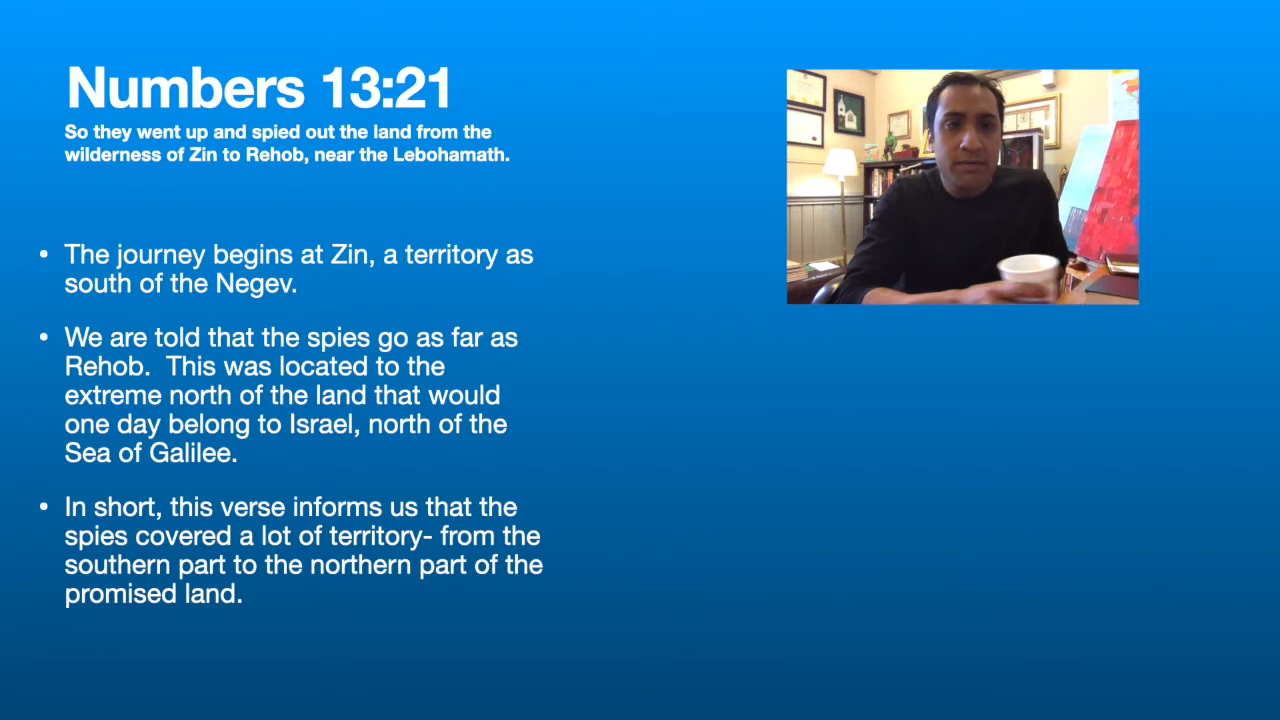 Numbers 13:21
So they went up and spied out the land from the
wilderness of Zin to Rehob, near the Lebohamath.
• The journey begins at Zin, a territory as
south of the Negev.
• We are told that the spies go as far as
Rehob.  This was located to the
extreme north of the land that would
one day belong to Israel, north of the
Sea of Galilee.
• In short, this verse informs us that the
spies covered a lot of territory- from the
southern part to the northern part of the
promised land.